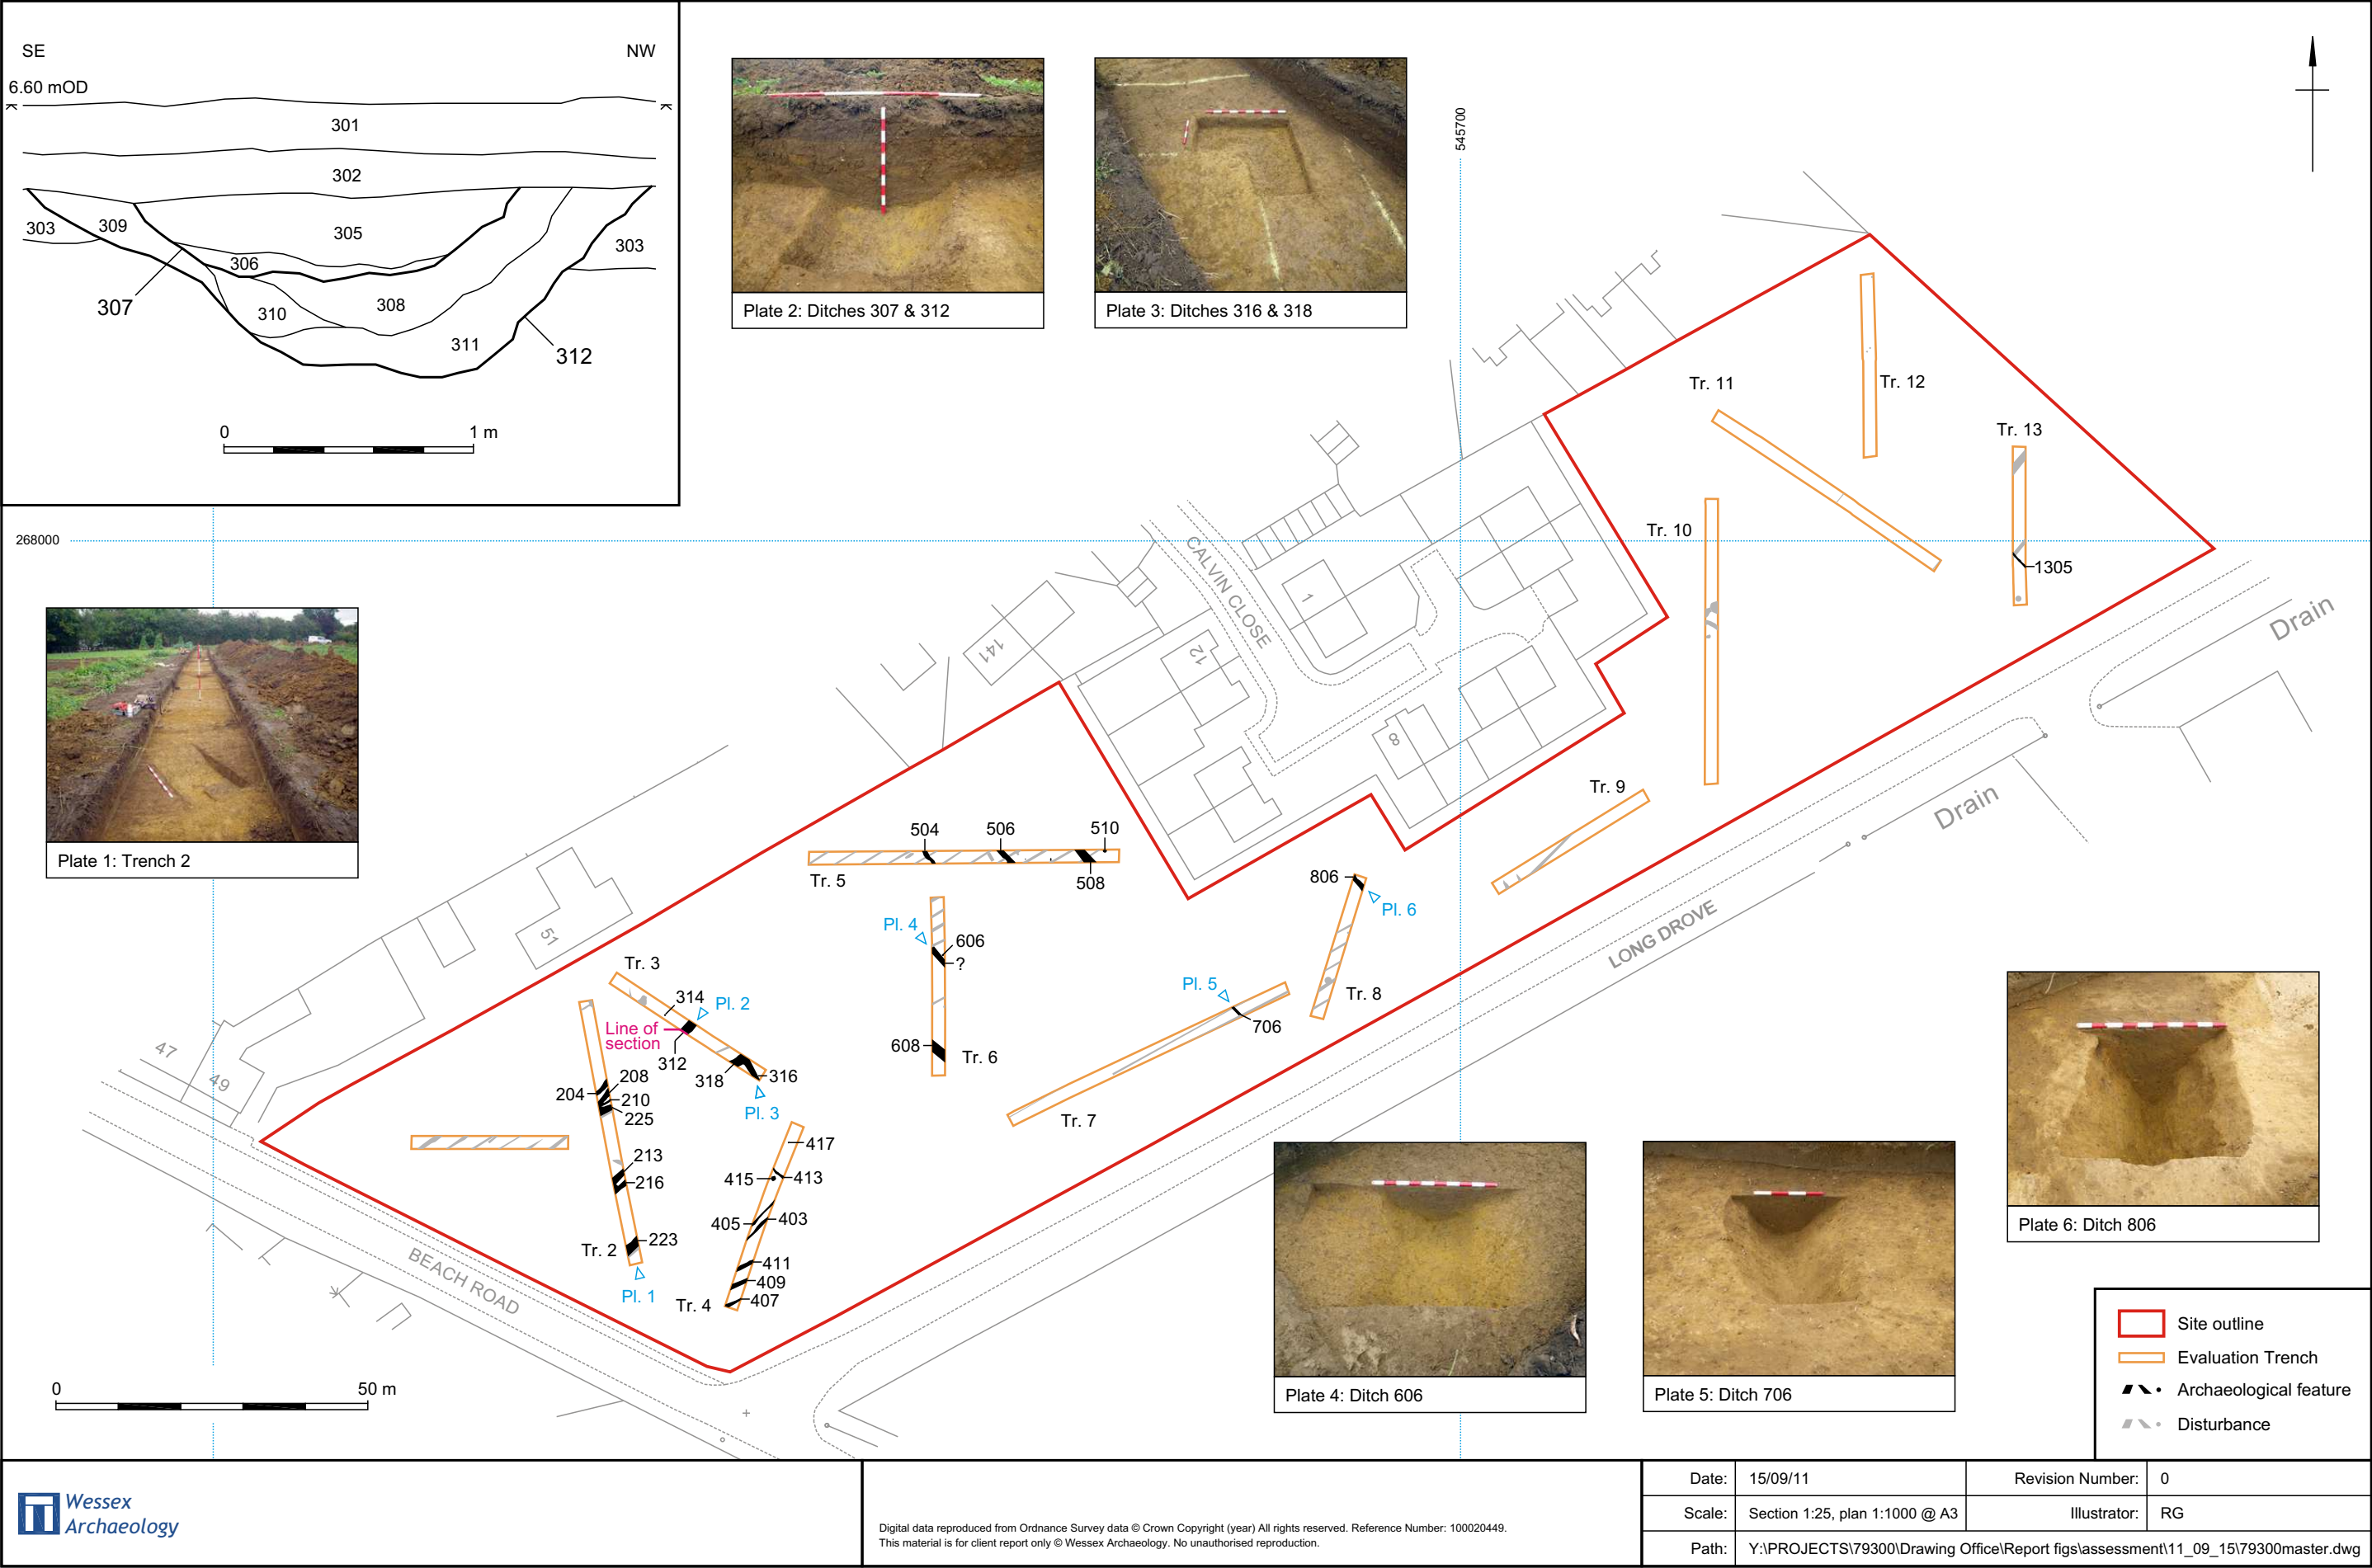 SE
NW
6.60 mOD
301
302
303
309
305
303
306
307
310
308
311
312
0
1 m
Plate 2: Ditches 307 & 312
Plate 3: Ditches 316 & 318
545700
268000
Plate 1: Trench 2
Tr. 11
Tr. 12
Tr. 13
Tr. 10
1305
Drain
Drain
CALVIN CLOSE
1
12
141
8
Tr. 9
504
506
510
Tr. 5
508
806
Pl. 6
Pl. 4
606
?
51
LONG DROVE
Tr. 3
314
Pl. 2
Line of
section
312
318
316
Pl. 3
608
Tr. 6
Pl. 5
706
Tr. 8
Tr. 7
47
49
208
204
210
225
213
216
223
Tr. 2
Pl. 1
417
415
413
405
403
411
409
407
Tr. 4
BEACH ROAD
Plate 6: Ditch 806
Plate 4: Ditch 606
Plate 5: Ditch 706
0
50 m
Site outline
Evaluation Trench
Archaeological feature
Disturbance
Wessex
Archaeology
Digital data reproduced from Ordnance Survey data © Crown Copyright (year) All rights reserved. Reference Number: 100020449.
This material is for client report only © Wessex Archaeology. No unauthorised reproduction.
Date: 15/09/11 Revision Number: 0
Scale: Section 1:25, plan 1:1000 @ A3 Illustrator: RG
Path: Y:\PROJECTS\79300\Drawing Office\Report figs\assessment\11_09_15\79300master.dwg